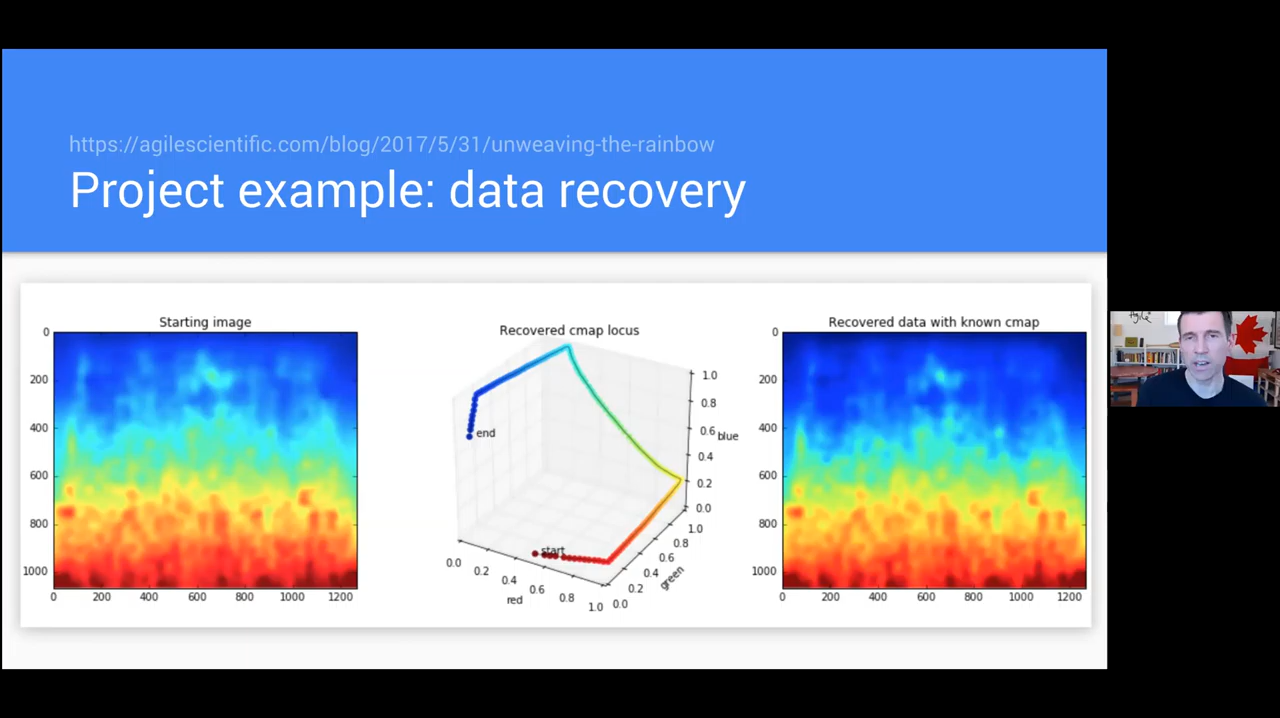 https://agilescientific.com/blog/2017/5/31/unweaving-the-rainbow
Project example: data recovery
Starting image
0
200
400
600
800
1000
0 200 400 600 800 1000 1200
Recovered cmap locus
end
start
1.0
0.8
0.6
0.4
0.2
0.0
blue
0.0 0.2 0.4 0.6 0.8 1.0
red
0.0 0.2 0.4 0.6 0.8 1.0
green
Recovered data with known cmap
0
200
400
600
800
1000
0 200 400 600 800 1000 1200
Agile*